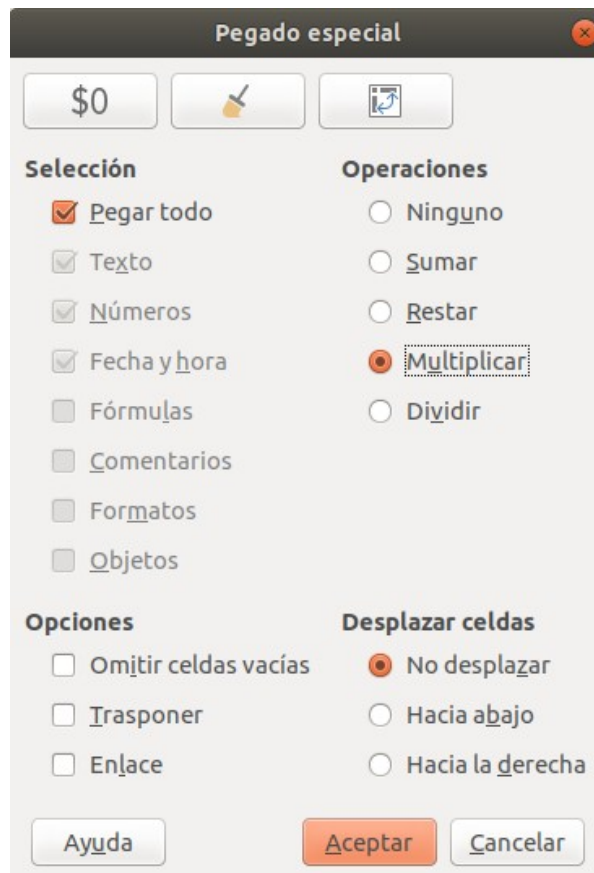 Pegado especial
$0
Selección
Pegar todo
Texto
Números
Fecha y hora
Fórmulas
Comentarios
Formatos
Objetos
Operaciones
Ninguno
Sumar
Restar
Multiplicar
Dividir
Opciones
Omitir celdas vacías
Trasponer
Enlace
Desplazar celdas
No desplazar
Hacia abajo
Hacia la derecha
Ayuda
Aceptar
Cancelar